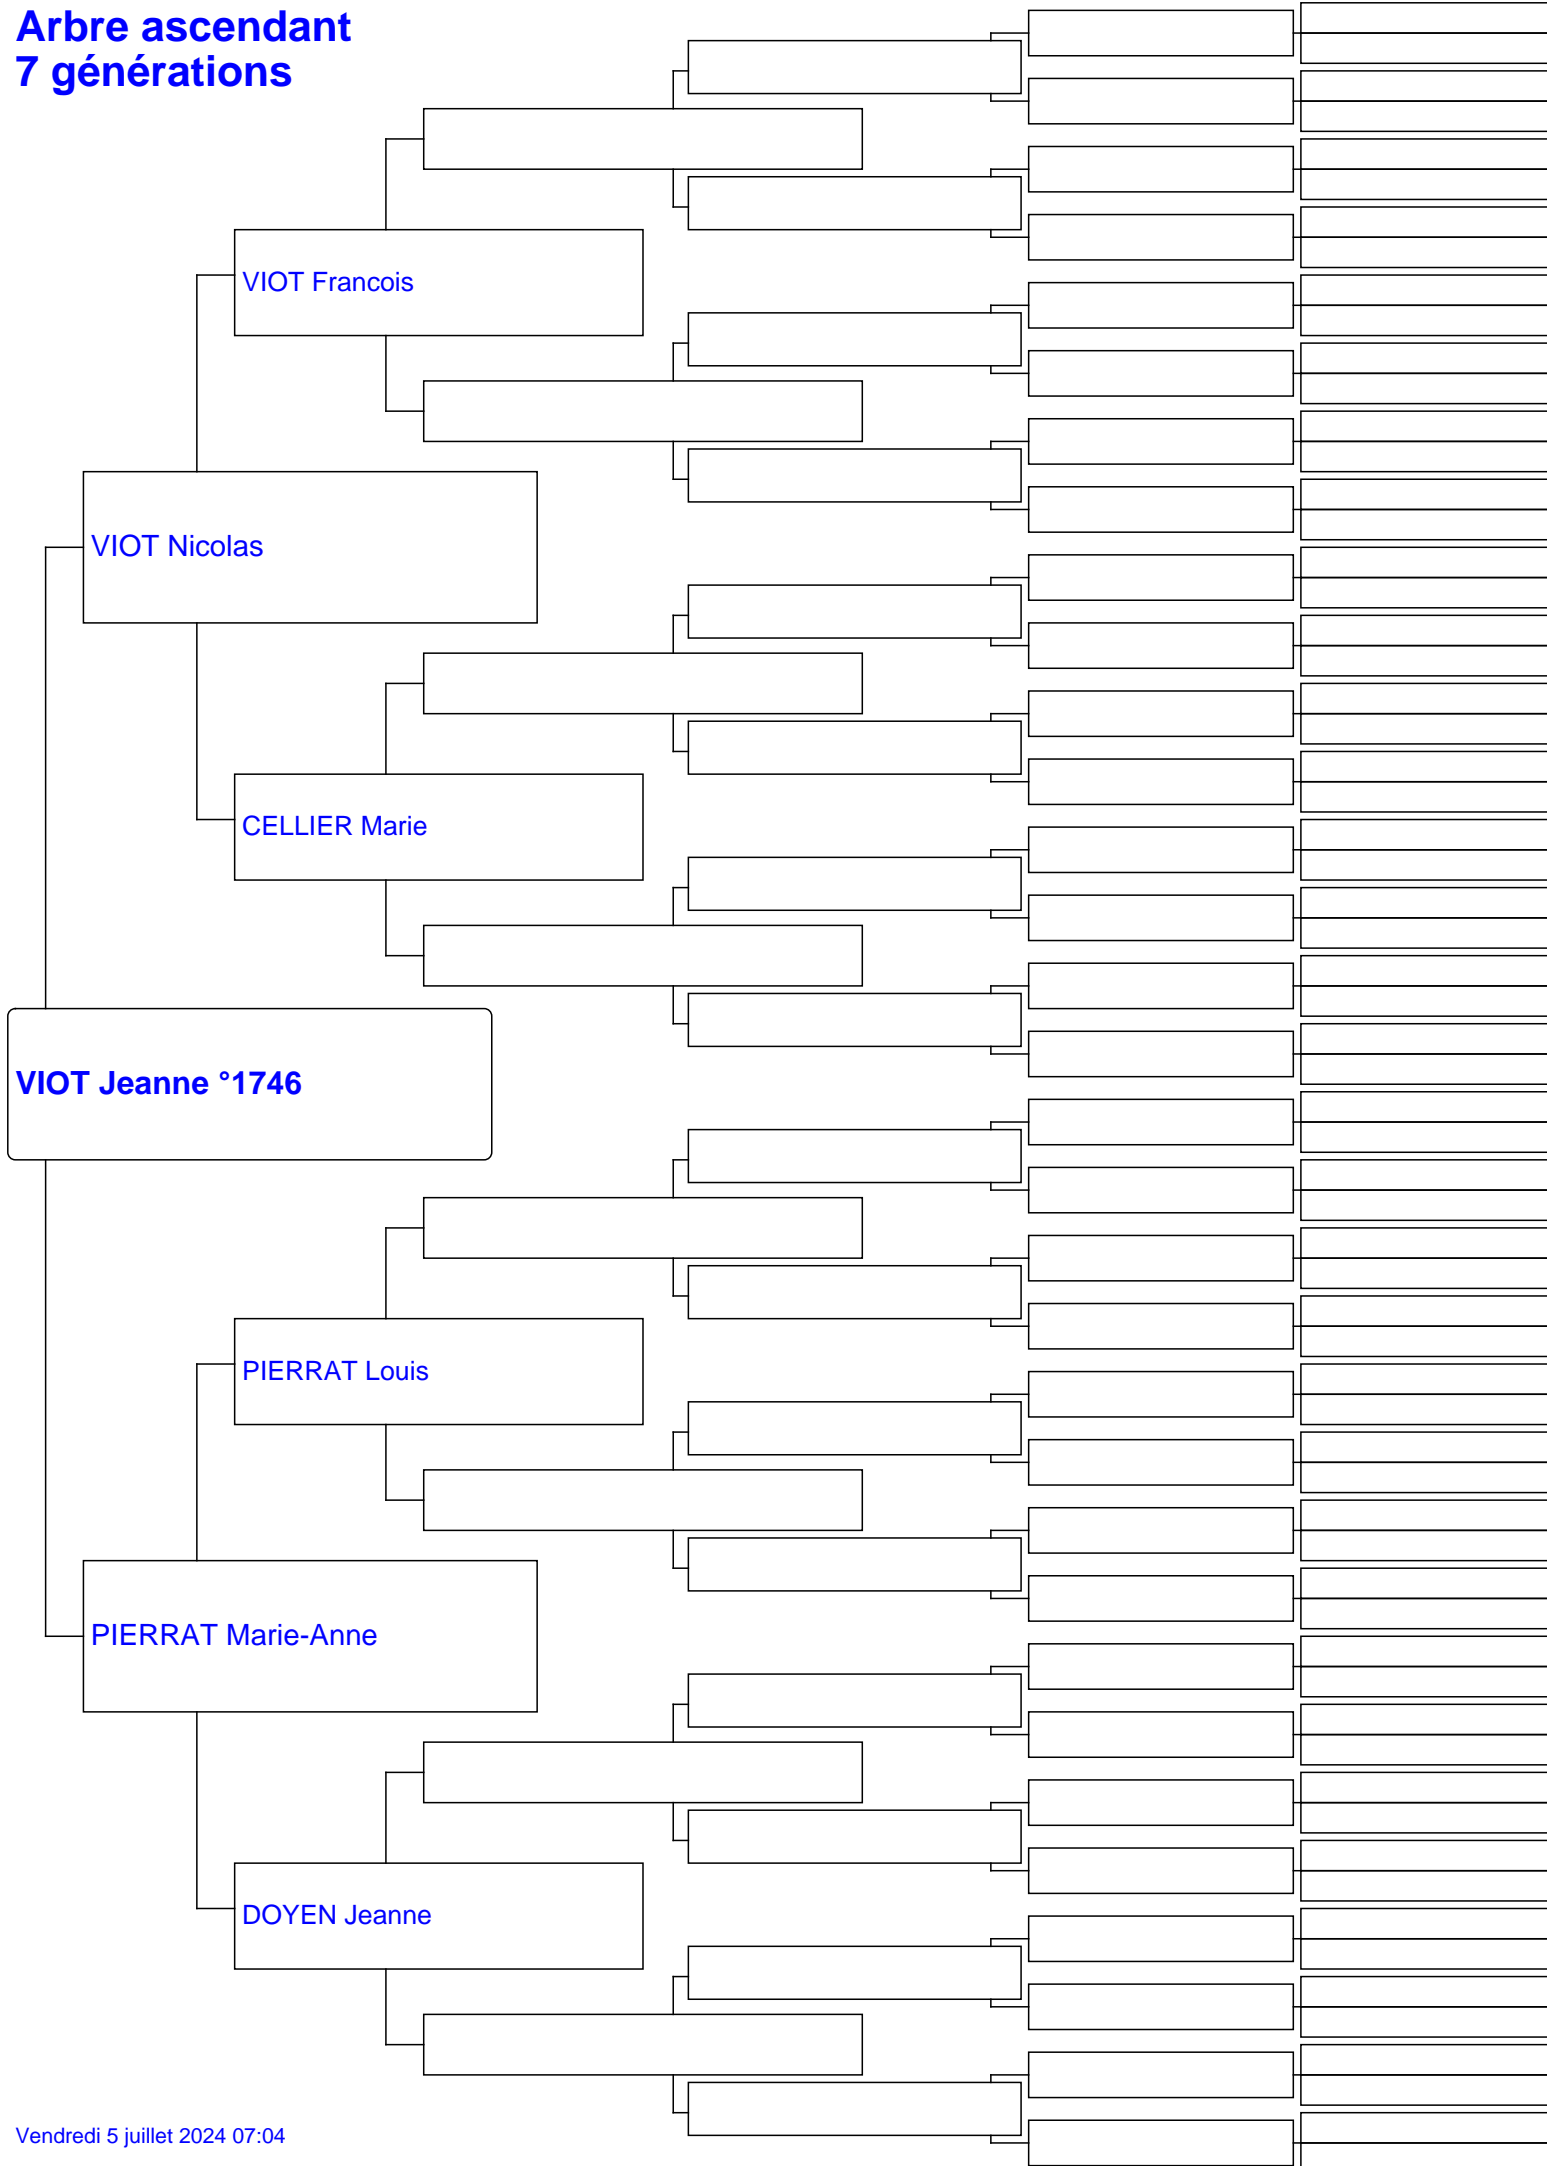 Arbre ascendant
7 générations
VIOT Francois
VIOT Nicolas
CELLIER Marie
VIOT Jeanne °1746
PIERRAT Louis
PIERRAT Marie-Anne
DOYEN Jeanne
Vendredi 5 juillet 2024 07:04